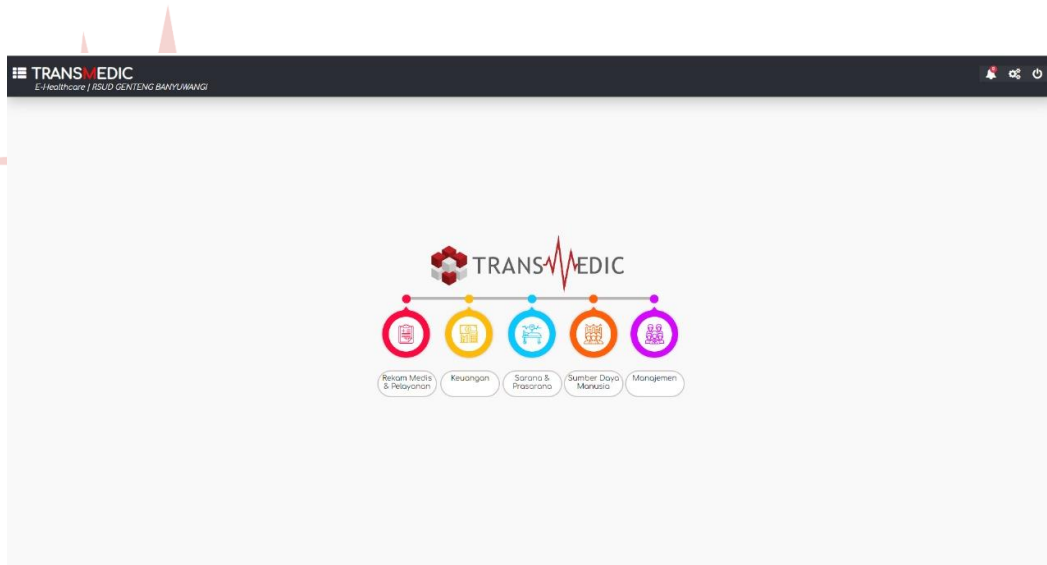 TRANSMEDIC
E-Healthcare | RSUD GENTENG BANYUWANGI
TRANSMEDIC
Rekam Medis
& Pelayanan
Keuangan
Sarana &
Prasarana
Sumber Daya
Manusia
Manajemen